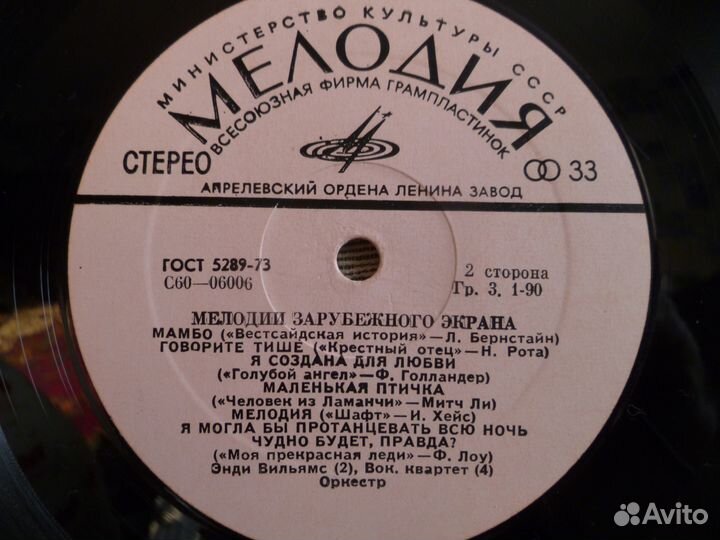 МИНИСТЕРСТВО КУЛЬТУРЫ СССР
МЕЛОДИЯ
ВСЕСОЮЗНАЯ ФИРМА ГРАМПЛАСТИНОК
СТЕРЕО
33
АПРЕЛЕВСКИЙ ОРДЕНА ЛЕНИНА ЗАВОД
ГОСТ 5289-73
С60—06006
2 сторона
Гр. 3. 1-90
МЕЛОДИИ ЗАРУБЕЖНОГО ЭКРАНА
МАМБО («Вестсайдская история»—Л. Бернстайн)
ГОВОРИТЕ ТИШЕ («Крестный отец»—Н. Рота)
Я СОЗДАНА ДЛЯ ЛЮБВИ
(«Голубой ангел»—Ф. Голландер)
МАЛЕНЬКАЯ ПТИЧКА
(«Человек из Ламанчи»—Митч Ли)
МЕЛОДИЯ («Шафт»—И. Хейс)
Я МОГЛА БЫ ПРОТАНЦЕВАТЬ ВСЮ НОЧЬ
ЧУДНО БУДЕТ, ПРАВДА?
(«Моя прекрасная леди»—Ф. Лоу)
Энди Вильямс (2), Вок. квартет (4)
Оркестр
Avito